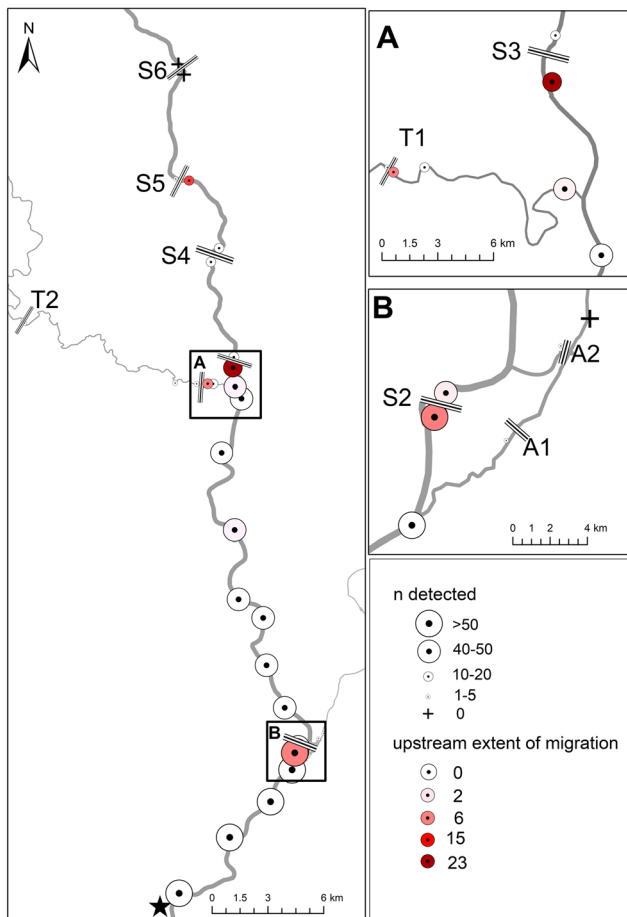 N
S6
S5
S4
T2
A
B
0 1.5 3 6 km
A
S3
T1
0 1.5 3 6 km
B
S2
A2
A1
0 2 4 km
n detected
>50
40-50
10-20
1-5
0
upstream extent of migration
0
2
6
15
23